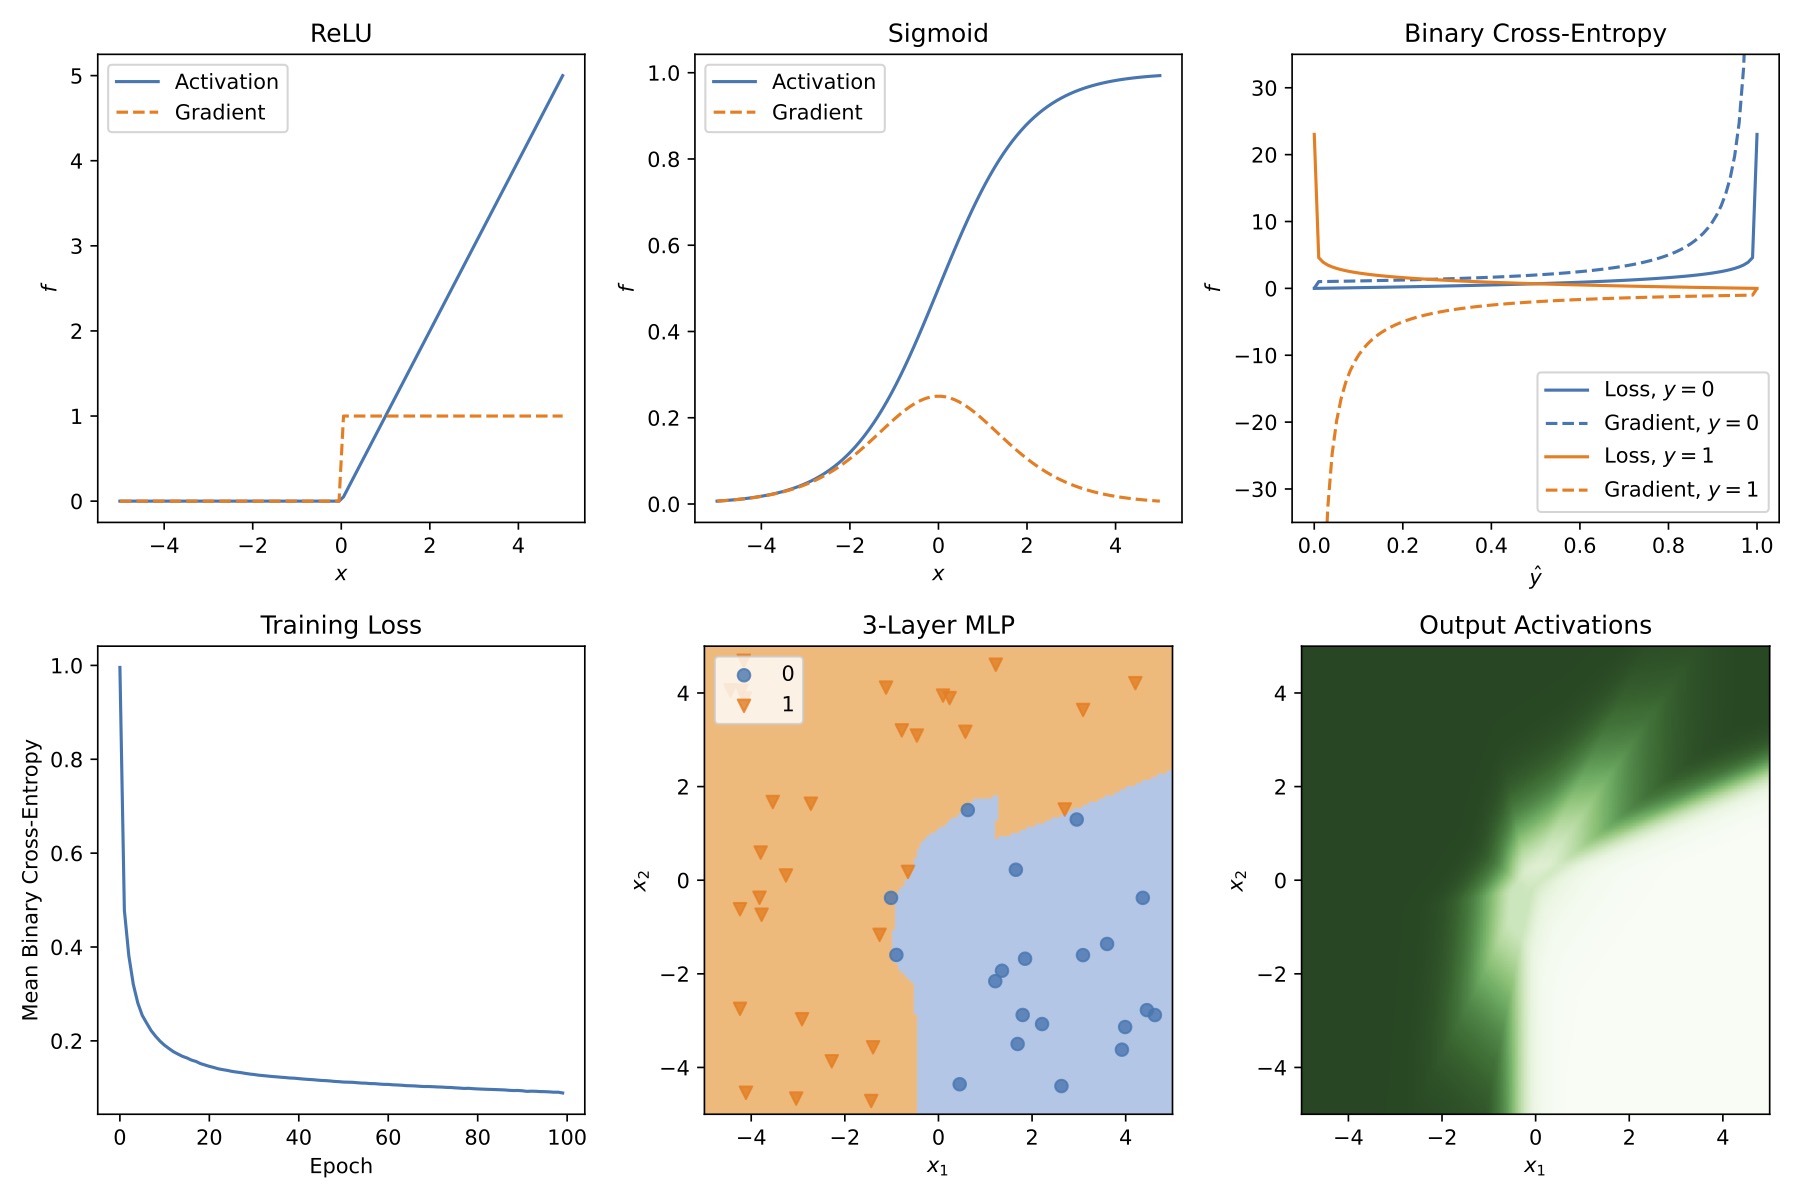 ReLU
Activation
Gradient
5
4
3
2
1
0
f
−4 −2 0 2 4
x
Sigmoid
Activation
Gradient
1.0
0.8
0.6
0.4
0.2
0.0
f
−4 −2 0 2 4
x
Binary Cross-Entropy
30
20
10
0
−10
−20
−30
f
Loss, y = 0
Gradient, y = 0
Loss, y = 1
Gradient, y = 1
0.0 0.2 0.4 0.6 0.8 1.0
ŷ
Training Loss
1.0
0.8
0.6
0.4
0.2
Mean Binary Cross-Entropy
0 20 40 60 80 100
Epoch
3-Layer MLP
0
1
4
2
0
−2
−4
x₂
−4 −2 0 2 4
x₁
Output Activations
4
2
0
−2
−4
x₂
−4 −2 0 2 4
x₁